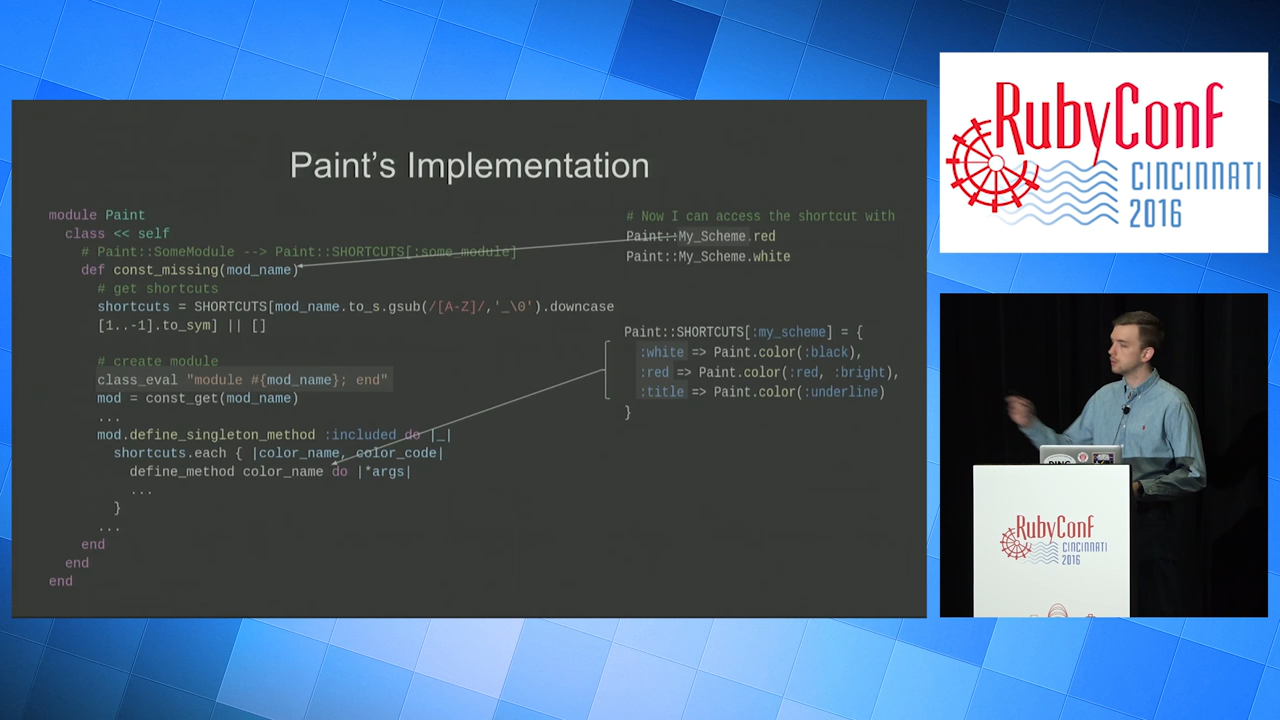 Paint's Implementation
module Paint
class << self
# Paint::SomeModule --> Paint::SHORTCUTS[:some_module]
def const_missing(mod_name)
# get shortcuts
shortcuts = SHORTCUTS[mod_name.to_s.gsub(/[A-Z]/,'_\0').downcase
[1..-1].to_sym] || []
# create module
class_eval "module #{mod_name}; end"
mod = const_get(mod_name)
...
mod.define_singleton_method :included do |_|
shortcuts.each { |color_name, color_code|
define_method color_name do |*args|
...
}
...
end
end
end
# Now I can access the shortcut with
Paint::My_Scheme.red
Paint::My_Scheme.white
Paint::SHORTCUTS[:my_scheme] = {
:white => Paint.color(:black),
:red => Paint.color(:red, :bright),
:title => Paint.color(:underline)
}
RubyConf
CINCINNATI
2016
RubyConf
CINCINNATI
2016